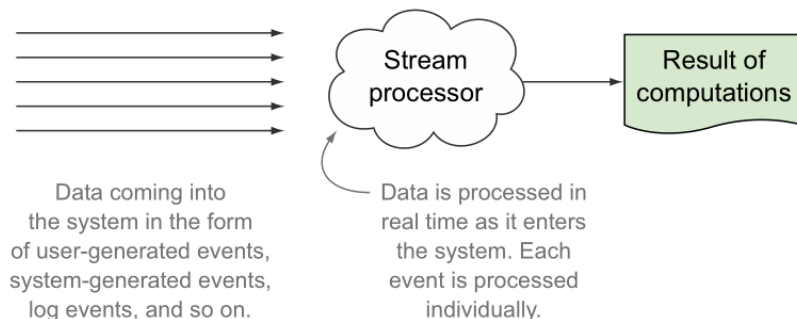 Stream
processor
Result of
computations
Data coming into
the system in the form
of user-generated events,
system-generated events,
log events, and so on.
Data is processed in
real time as it enters
the system. Each
event is processed
individually.